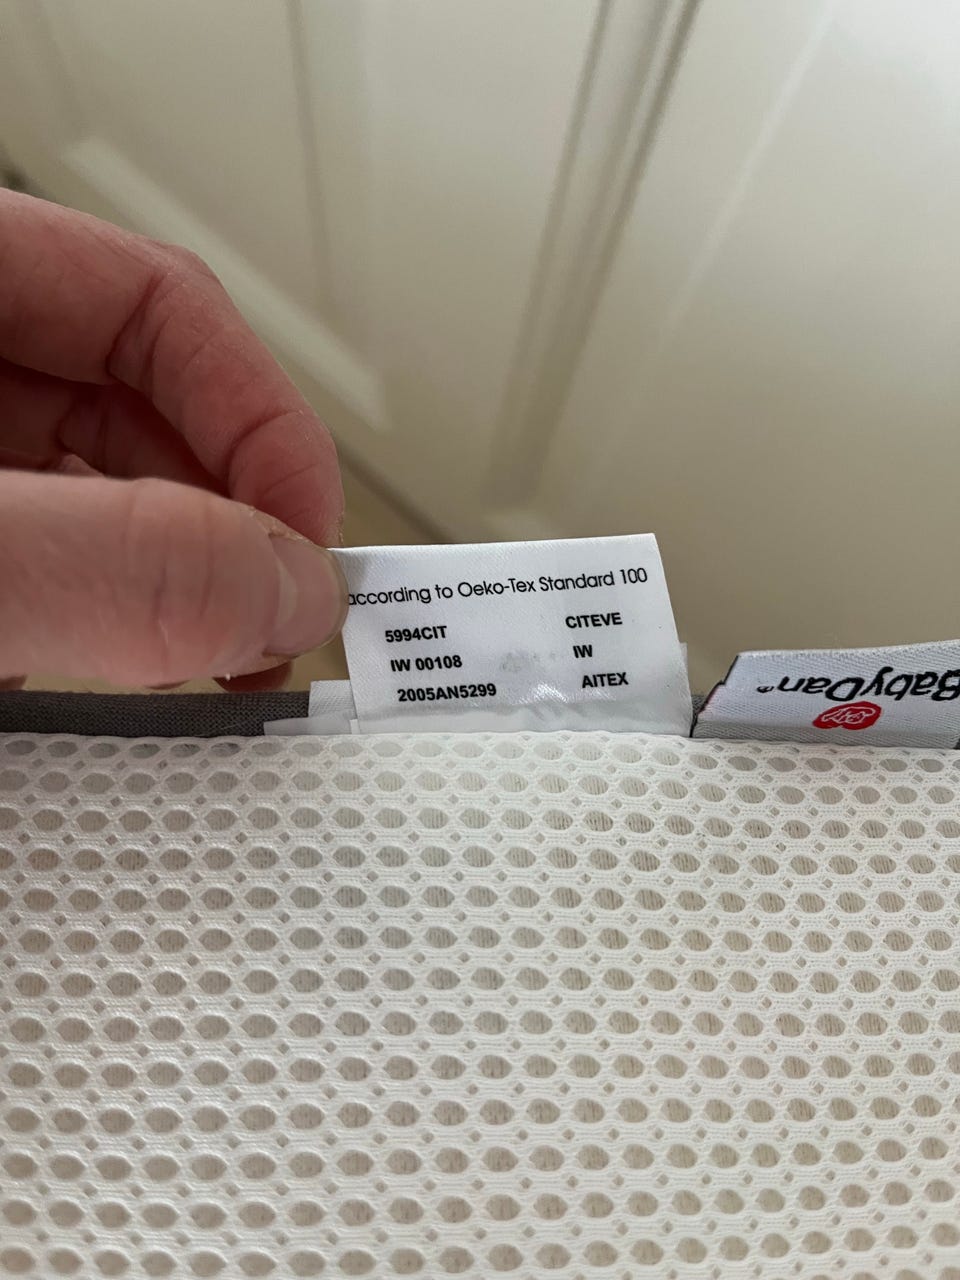 according to Oeko-Tex Standard 100
5994CIT CITEVE
IW 00108 IW
2005AN5299 AITEX
BabyDan®